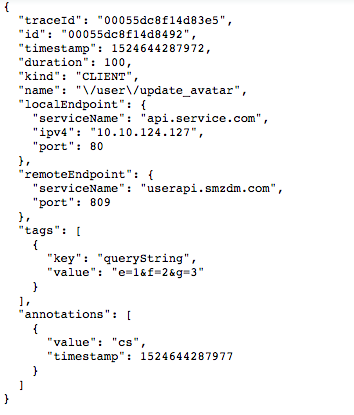 {
  "traceId": "00055dc8f14d83e5",
  "id": "00055dc8f14d8492",
  "timestamp": 1524644287972,
  "duration": 100,
  "kind": "CLIENT",
  "name": "\/user\/update_avatar",
  "localEndpoint": {
    "serviceName": "api.service.com",
    "ipv4": "10.10.124.127",
    "port": 80
  },
  "remoteEndpoint": {
    "serviceName": "userapi.smzdm.com",
    "port": 809
  },
  "tags": [
    {
      "key": "queryString",
      "value": "e=1&f=2&g=3"
    }
  ],
  "annotations": [
    {
      "value": "cs",
      "timestamp": 1524644287977
    }
  ]
}